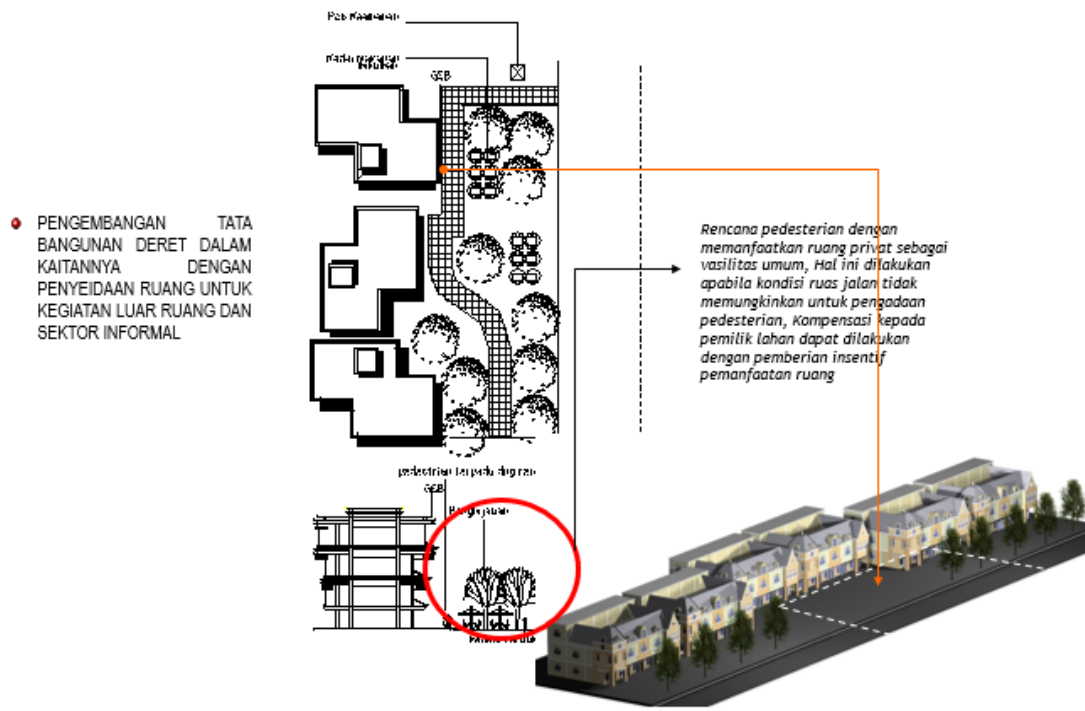 GSB
PENGEMBANGAN TATA
BANGUNAN DERET DALAM
KAITANNYA DENGAN
PENYEIDAAN RUANG UNTUK
KEGIATAN LUAR RUANG DAN
SEKTOR INFORMAL
Rencana pedesterian dengan
memanfaatkan ruang privat sebagai
vasilitas umum, Hal ini dilakukan
apabila kondisi ruas jalan tidak
memungkinkan untuk pengadaan
pedesterian, Kompensasi kepada
pemilik lahan dapat dilakukan
dengan pemberian insentif
pemanfaatan ruang
GSB